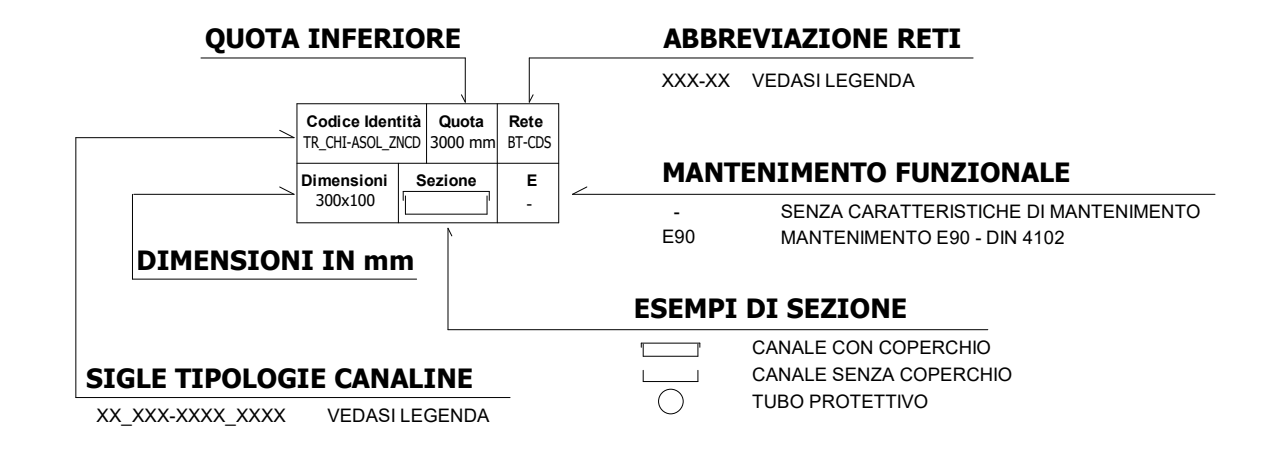 QUOTA INFERIORE
ABBREVIAZIONE RETI
XXX-XX VEDASI LEGENDA
Codice Identità Quota Rete
TR_CHI-ASOL_ZNCD 3000 mm BT-CDS
Dimensioni Sezione E
300x100 -
MANTENIMENTO FUNZIONALE
- SENZA CARATTERISTICHE DI MANTENIMENTO
E90 MANTENIMENTO E90 - DIN 4102
DIMENSIONI IN mm
ESEMPI DI SEZIONE
CANALE CON COPERCHIO
CANALE SENZA COPERCHIO
TUBO PROTETTIVO
SIGLE TIPOLOGIE CANALINE
XX_XXX-XXXX_XXXX VEDASI LEGENDA